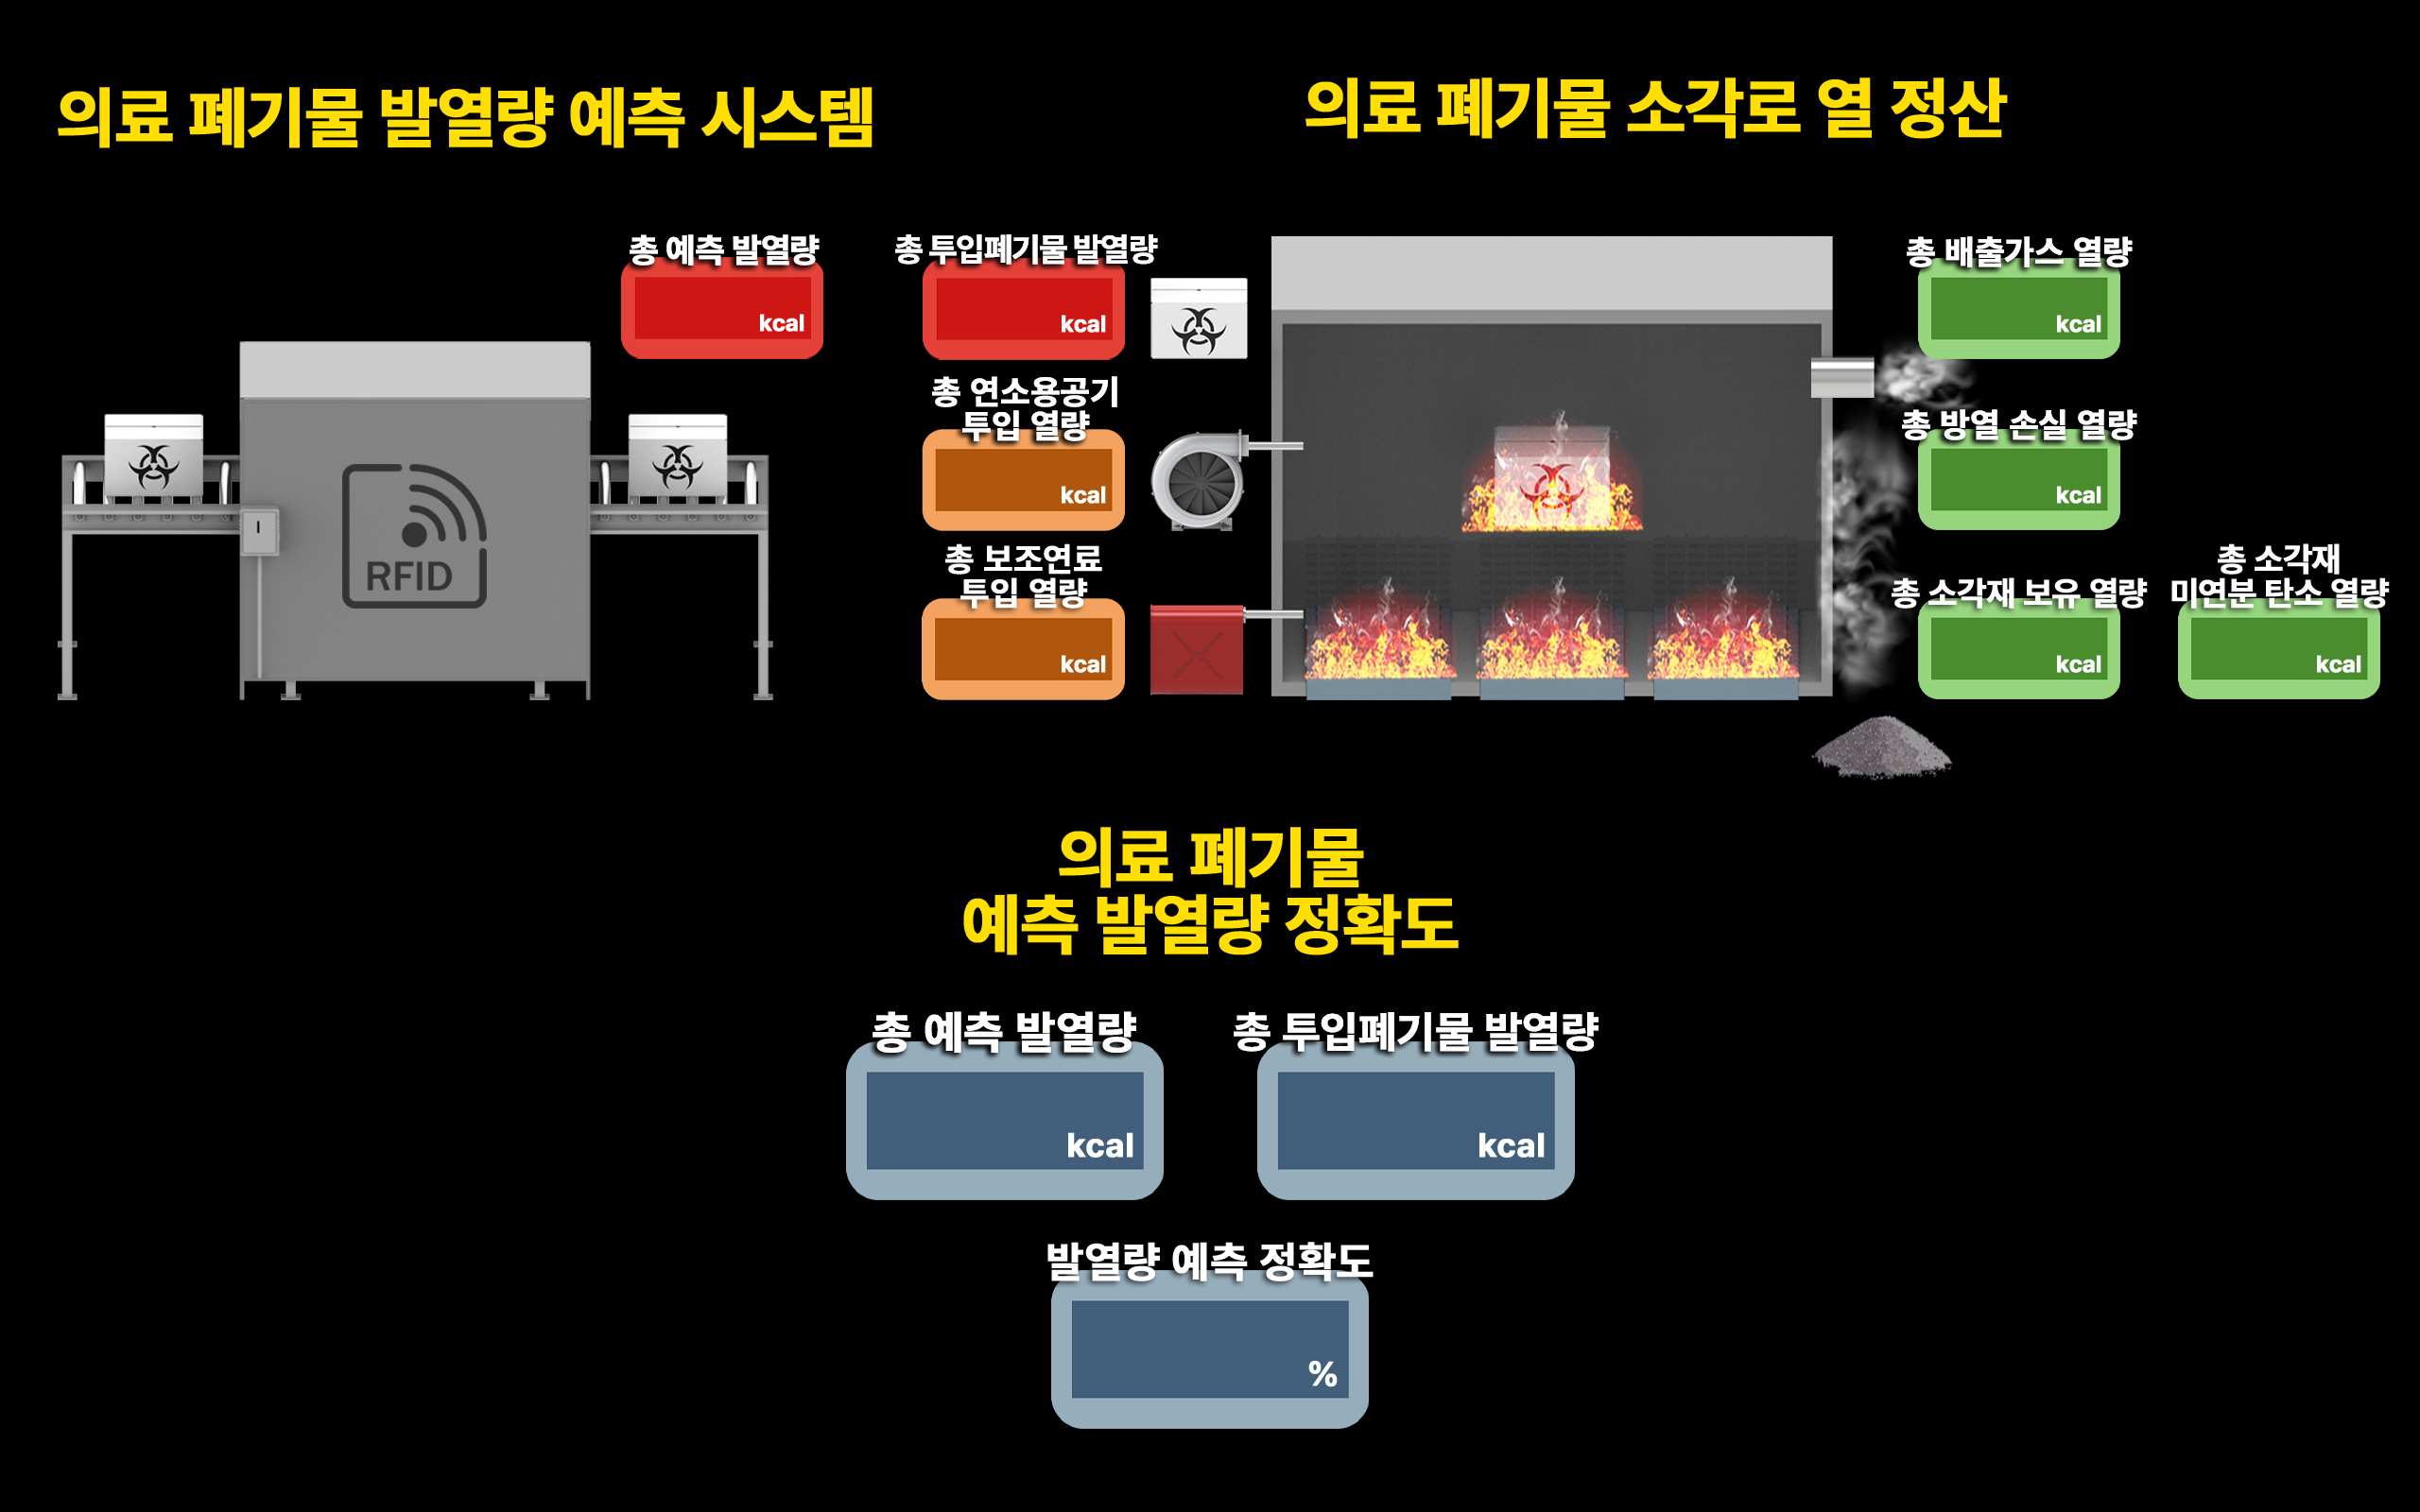 의료 폐기물 발열량 예측 시스템
총 예측 발열량
kcal
RFID
의료 폐기물 소각로 열 정산
총 투입폐기물 발열량
kcal
총 연소용공기
투입 열량
kcal
총 보조연료
투입 열량
kcal
총 배출가스 열량
kcal
총 방열 손실 열량
kcal
총 소각재 보유 열량
kcal
총 소각재
미연분 탄소 열량
kcal
의료 폐기물
예측 발열량 정확도
총 예측 발열량
kcal
총 투입폐기물 발열량
kcal
발열량 예측 정확도
%